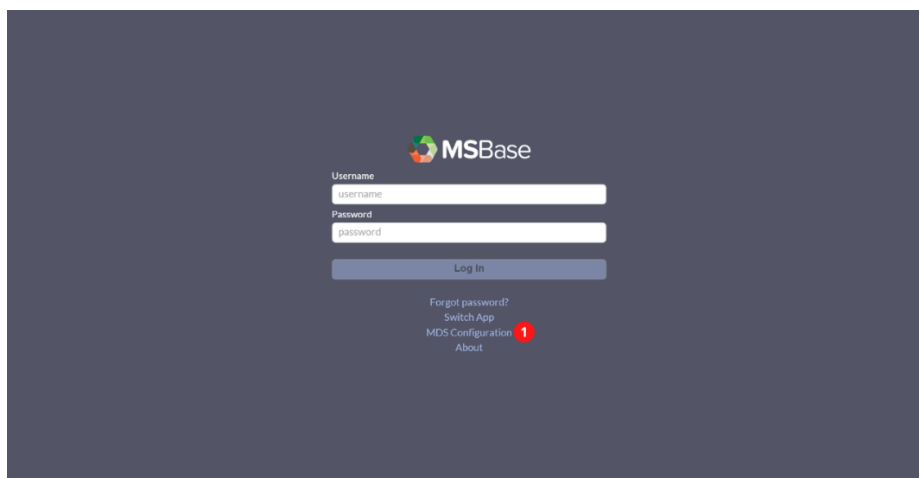 MSBase
Username
username
Password
password
Log In
Forgot password?
Switch App
MDS Configuration 1
About